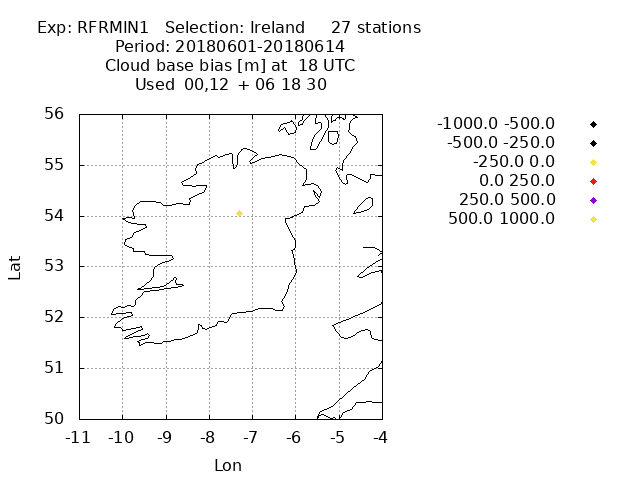 Exp: RFRMIN1   Selection: Ireland     27 stations
Period: 20180601-20180614
Cloud base bias [m] at  18 UTC
Used  00,12  + 06 18 30
-1000.0 -500.0
-500.0 -250.0
-250.0 0.0
0.0 250.0
250.0 500.0
500.0 1000.0
56
55
54
53
52
51
50
Lat
-11 -10 -9 -8 -7 -6 -5 -4
Lon